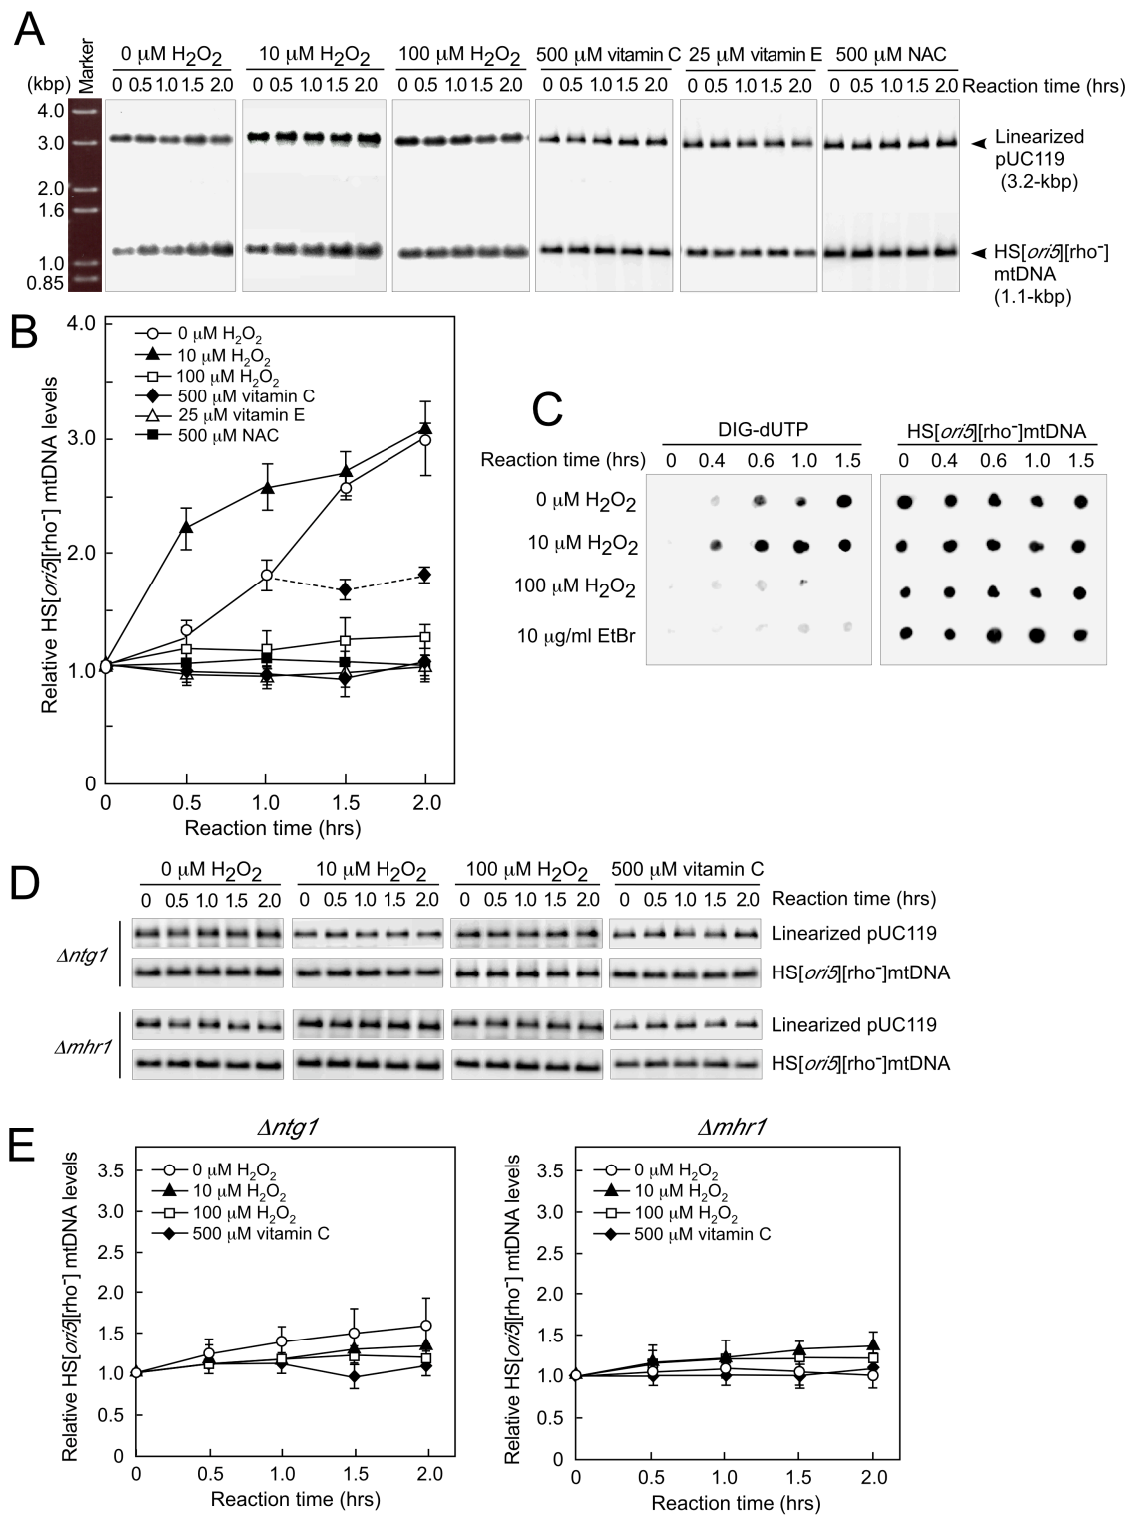 A
Marker
(kbp)
0 μM H2O2
10 μM H2O2
100 μM H2O2
500 μM vitamin C
25 μM vitamin E
500 μM NAC
0 0.5 1.0 1.5 2.0
0 0.5 1.0 1.5 2.0
0 0.5 1.0 1.5 2.0
0 0.5 1.0 1.5 2.0
0 0.5 1.0 1.5 2.0
0 0.5 1.0 1.5 2.0
Reaction time (hrs)
4.0
3.0
2.0
1.6
1.0
0.85
Linearized
pUC119
(3.2-kbp)
HS[ori5][rho-]
mtDNA
(1.1-kbp)
B
Relative HS[ori5][rho-] mtDNA levels
4.0
3.0
2.0
1.0
0
0 μM H2O2
10 μM H2O2
100 μM H2O2
500 μM vitamin C
25 μM vitamin E
500 μM NAC
0 0.5 1.0 1.5 2.0
Reaction time (hrs)
C
DIG-dUTP
HS[ori5][rho-]mtDNA
Reaction time (hrs)
0 0.4 0.6 1.0 1.5
0 0.4 0.6 1.0 1.5
0 μM H2O2
10 μM H2O2
100 μM H2O2
10 μg/ml EtBr
D
0 μM H2O2
10 μM H2O2
100 μM H2O2
500 μM vitamin C
0 0.5 1.0 1.5 2.0
0 0.5 1.0 1.5 2.0
0 0.5 1.0 1.5 2.0
0 0.5 1.0 1.5 2.0
Reaction time (hrs)
Δntg1
Linearized pUC119
HS[ori5][rho-]mtDNA
Δmhr1
Linearized pUC119
HS[ori5][rho-]mtDNA
E
Δntg1
Relative HS[ori5][rho-] mtDNA levels
3.5
3.0
2.5
2.0
1.5
1.0
0.5
0
0 μM H2O2
10 μM H2O2
100 μM H2O2
500 μM vitamin C
0 0.5 1.0 1.5 2.0
Reaction time (hrs)
Δmhr1
Relative HS[ori5][rho-] mtDNA levels
3.5
3.0
2.5
2.0
1.5
1.0
0.5
0
0 μM H2O2
10 μM H2O2
100 μM H2O2
500 μM vitamin C
0 0.5 1.0 1.5 2.0
Reaction time (hrs)